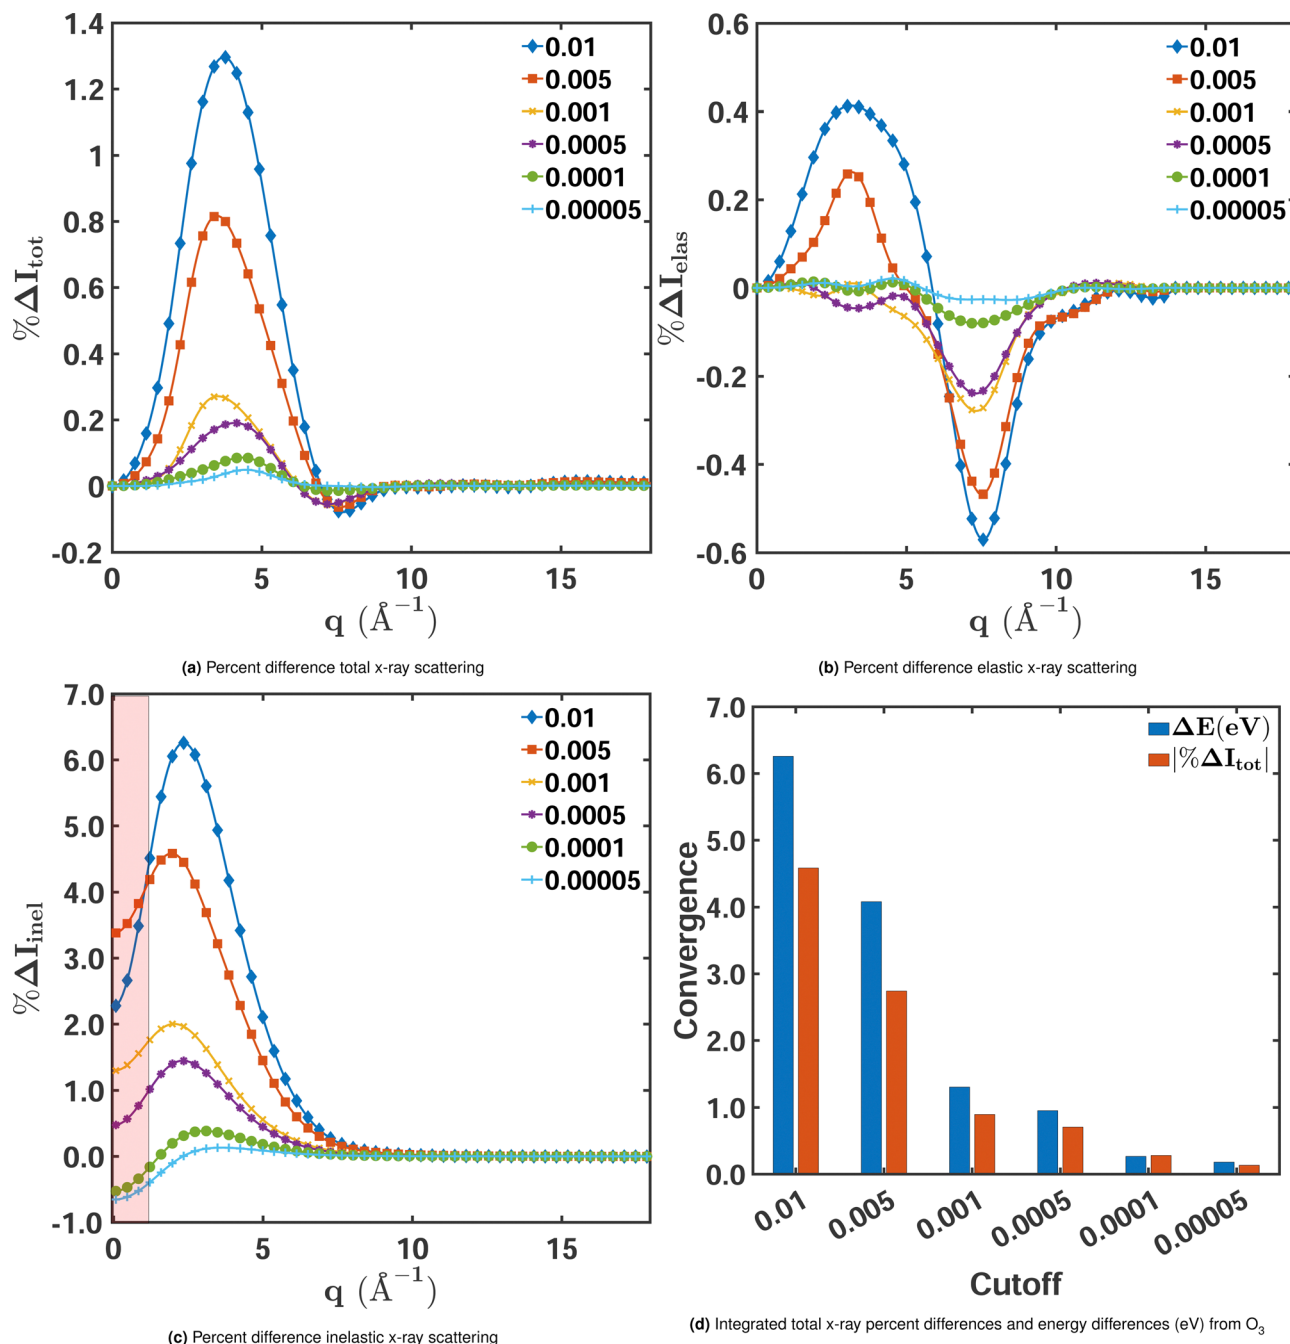 1.4
1.2
1
0.8
0.6
0.4
0.2
0
-0.2
%ΔI_tot
0.01
0.005
0.001
0.0005
0.0001
0.00005
0 5 10 15
q (Å⁻¹)
(a) Percent difference total x-ray scattering
0.6
0.4
0.2
0
-0.2
-0.4
-0.6
%ΔI_elas
0.01
0.005
0.001
0.0005
0.0001
0.00005
0 5 10 15
q (Å⁻¹)
(b) Percent difference elastic x-ray scattering
7.0
6.0
5.0
4.0
3.0
2.0
1.0
0.0
-1.0
%ΔI_inel
0.01
0.005
0.001
0.0005
0.0001
0.00005
0 5 10 15
q (Å⁻¹)
(c) Percent difference inelastic x-ray scattering
7.0
6.0
5.0
4.0
3.0
2.0
1.0
0.0
Convergence
ΔE(eV)
|%ΔI_tot|
0.01 0.005 0.001 0.0005 0.0001 0.00005
Cutoff
(d) Integrated total x-ray percent differences and energy differences (eV) from O₃